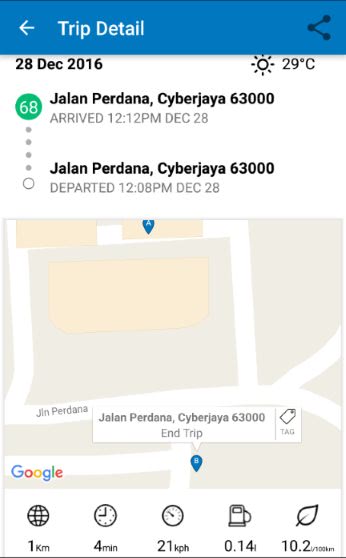 Trip Detail
28 Dec 2016 29°C
68 Jalan Perdana, Cyberjaya 63000
ARRIVED 12:12PM DEC 28
Jalan Perdana, Cyberjaya 63000
DEPARTED 12:08PM DEC 28
A
Jln Perdana
Jalan Perdana, Cyberjaya 63000
End Trip
TAG
B
Google
1Km 4min 21kph 0.14l 10.2l/100km